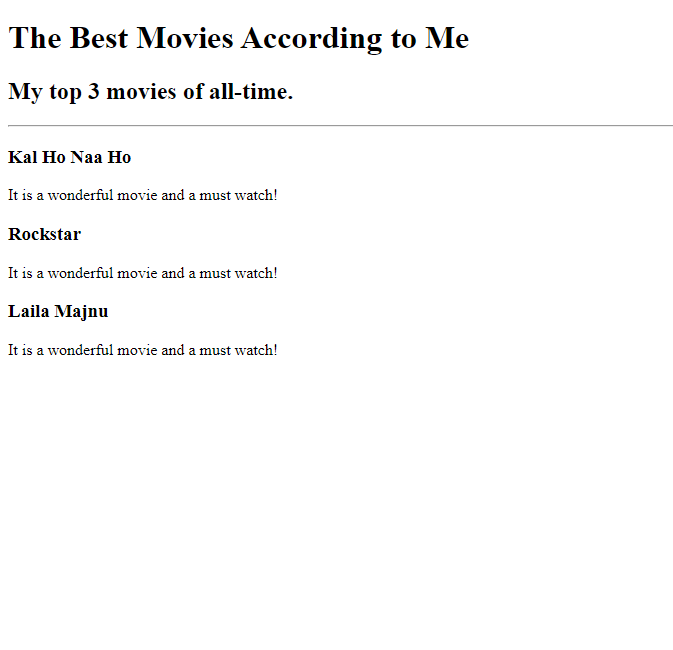 The Best Movies According to Me
My top 3 movies of all-time.
Kal Ho Naa Ho
It is a wonderful movie and a must watch!
Rockstar
It is a wonderful movie and a must watch!
Laila Majnu
It is a wonderful movie and a must watch!